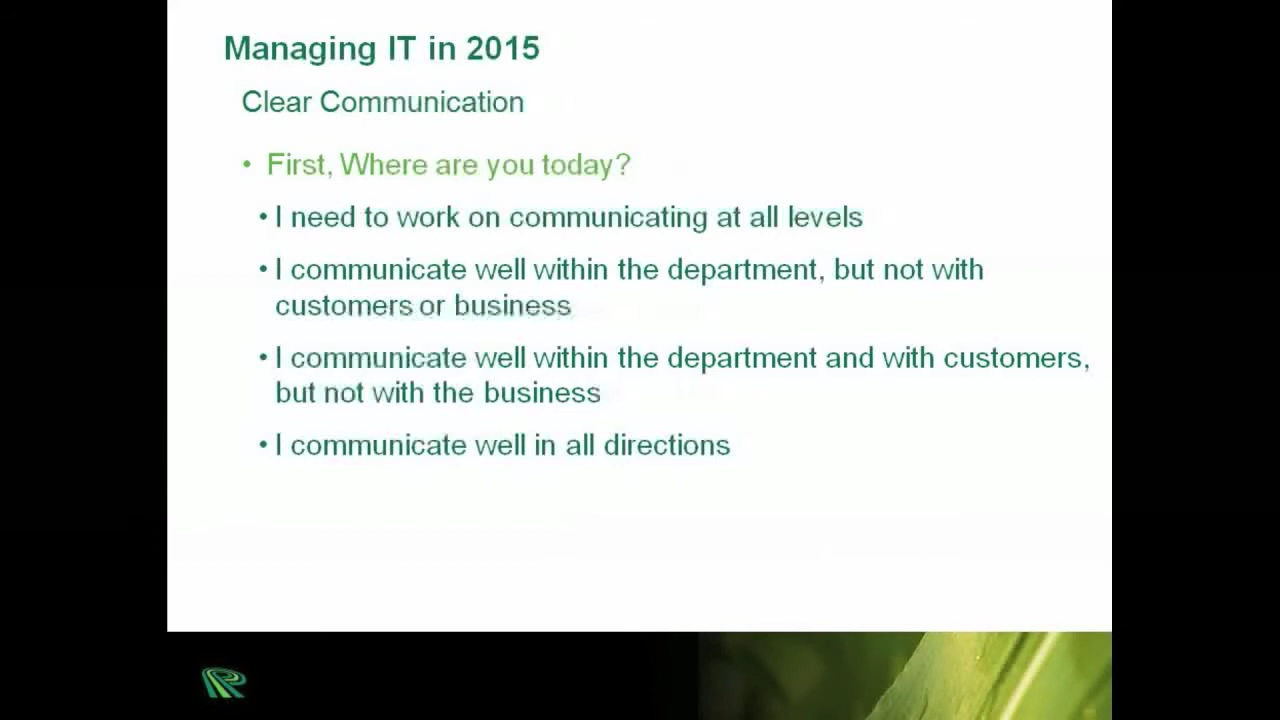 Managing IT in 2015
Clear Communication
• First, Where are you today?
• I need to work on communicating at all levels
• I communicate well within the department, but not with
customers or business
• I communicate well within the department and with customers,
but not with the business
• I communicate well in all directions